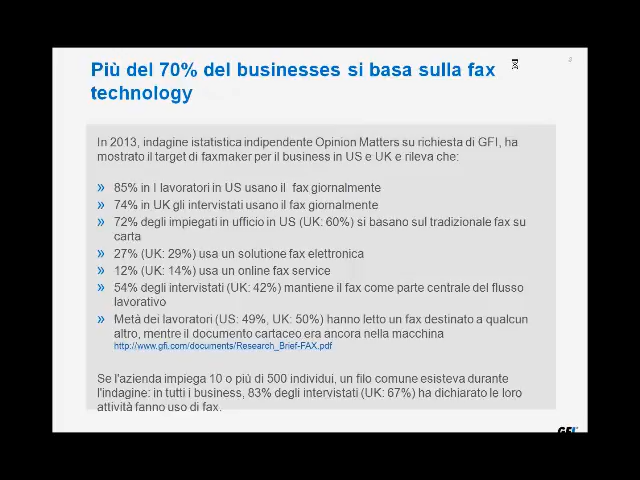 2
Più del 70% del businesses si basa sulla fax
technology
In 2013, indagine istatistica indipendente Opinion Matters su richiesta di GFI, ha
mostrato il target di faxmaker per il business in US e UK e rileva che:
» 85% in I lavoratori in US usano il fax giornalmente
» 74% in UK gli intervistati usano il fax giornalmente
» 72% degli impiegati in ufficio in US (UK: 60%) si basano sul tradizionale fax su
carta
» 27% (UK: 29%) usa un solutione fax elettronica
» 12% (UK: 14%) usa un online fax service
» 54% degli intervistati (UK: 42%) mantiene il fax come parte centrale del flusso
lavorativo
» Metà dei lavoratori (US: 49%, UK: 50%) hanno letto un fax destinato a qualcun
altro, mentre il documento cartaceo era ancora nella macchina
http://www.gfi.com/documents/Research_Brief-FAX.pdf
Se l'azienda impiega 10 o più di 500 individui, un filo comune esisteva durante
l'indagine: in tutti i business, 83% degli intervistati (UK: 67%) ha dichiarato le loro
attività fanno uso di fax.
GFI